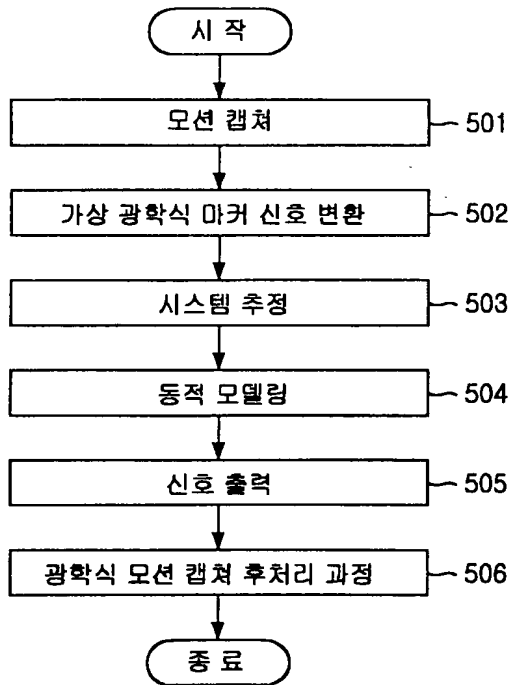 시 작
모션 캡쳐
501
가상 광학식 마커 신호 변환
502
시스템 추정
503
동적 모델링
504
신호 출력
505
광학식 모션 캡쳐 후처리 과정
506
종 료